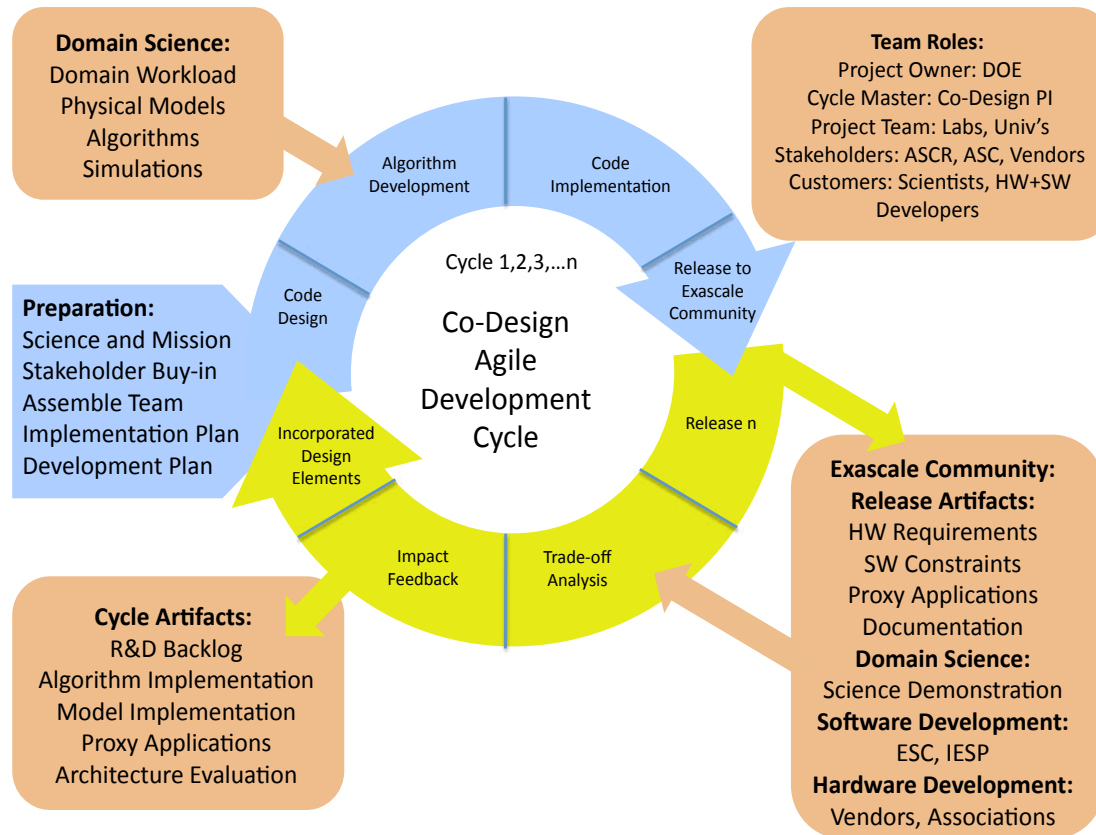 Domain Science:
Domain Workload
Physical Models
Algorithms
Simulations
Team Roles:
Project Owner: DOE
Cycle Master: Co-Design PI
Project Team: Labs, Univ's
Stakeholders: ASCR, ASC, Vendors
Customers: Scientists, HW+SW
Developers
Algorithm
Development
Code
Implementation
Release to
Exascale
Community
Code
Design
Cycle 1,2,3,...n
Co-Design
Agile
Development
Cycle
Preparation:
Science and Mission
Stakeholder Buy-in
Assemble Team
Implementation Plan
Development Plan
Incorporated
Design
Elements
Release n
Impact
Feedback
Trade-off
Analysis
Cycle Artifacts:
R&D Backlog
Algorithm Implementation
Model Implementation
Proxy Applications
Architecture Evaluation
Exascale Community:
Release Artifacts:
HW Requirements
SW Constraints
Proxy Applications
Documentation
Domain Science:
Science Demonstration
Software Development:
ESC, IESP
Hardware Development:
Vendors, Associations